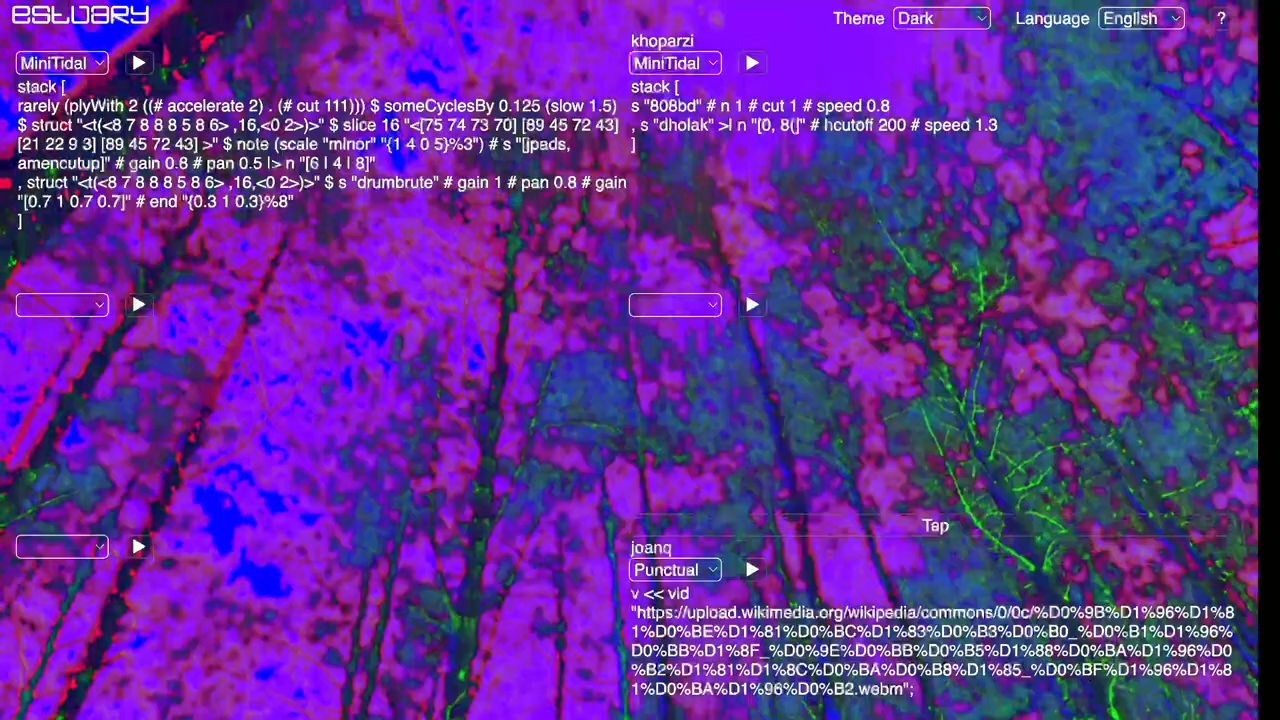 estuary
Theme Dark Language English ?
MiniTidal
stack [
rarely (plyWith 2 ((# accelerate 2) . (# cut 111))) $ someCyclesBy 0.125 (slow 1.5)
$ struct "<t(<8 7 8 8 8 5 8 6> ,16,<0 2>)>" $ slice 16 "<[75 74 73 70] [89 45 72 43]
[21 22 9 3] [89 45 72 43] >" $ note (scale "minor" "{1 4 0 5}%3") # s "[jpads,
amencutup]" # gain 0.8 # pan 0.5 |> n "[6 | 4 | 8]"
, struct "<t(<8 7 8 8 8 5 8 6> ,16,<0 2>)>" $ s "drumbrute" # gain 1 # pan 0.8 # gain
"[0.7 1 0.7 0.7]" # end "{0.3 1 0.3}%8"
]
khoparzi
MiniTidal
stack [
s "808bd" # n 1 # cut 1 # speed 0.8
, s "dholak" >| n "[0, 8(]" # hcutoff 200 # speed 1.3
]
Tap
joanq
Punctual
v << vid
"https://upload.wikimedia.org/wikipedia/commons/0/0c/%D0%9B%D1%96%D1%8
1%D0%BE%D1%81%D0%BC%D1%83%D0%B3%D0%B0_%D0%B1%D1%96%
D0%BB%D1%8F_%D0%9E%D0%BB%D0%B5%D1%88%D0%BA%D1%96%D0
%B2%D1%81%D1%8C%D0%BA%D0%B8%D1%85_%D0%BF%D1%96%D1%8
1%D0%BA%D1%96%D0%B2.webm";